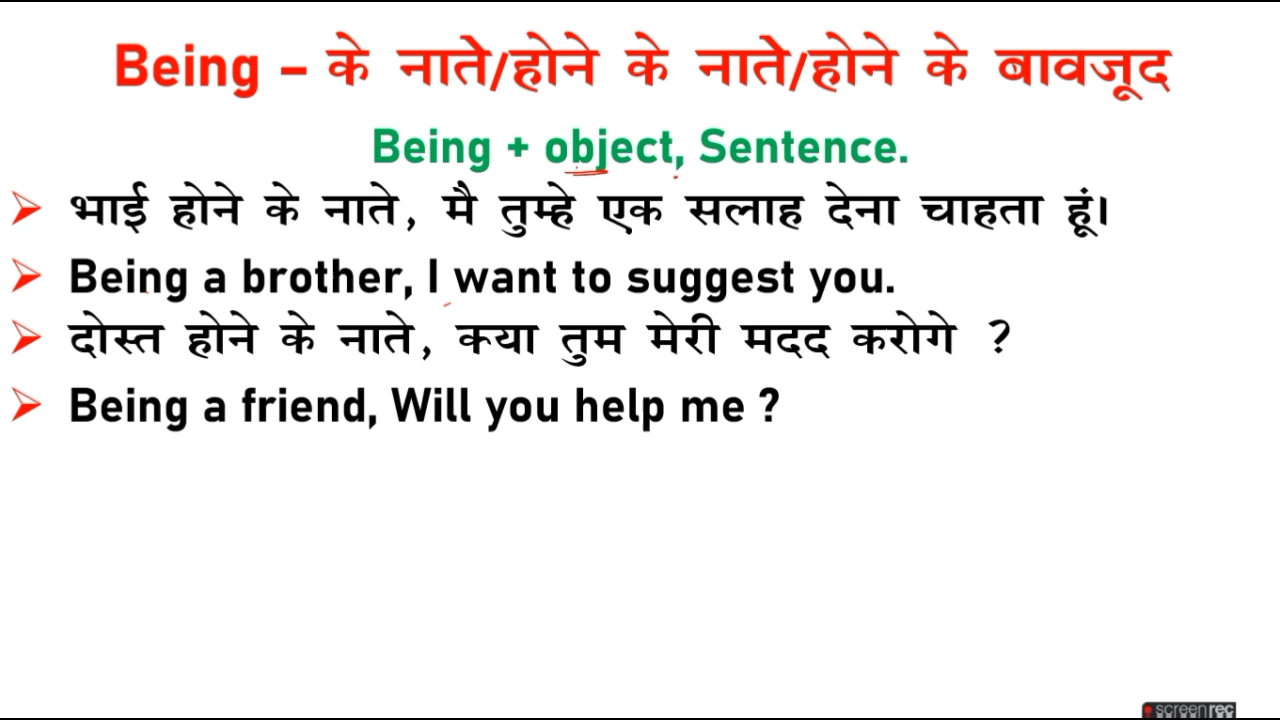 Being – के नाते/होने के नाते/होने के बावजूद
Being + object, Sentence.
भाई होने के नाते, मै तुम्हे एक सलाह देना चाहता हूं।
Being a brother, I want to suggest you.
दोस्त होने के नाते, क्या तुम मेरी मदद करोगे ?
Being a friend, Will you help me ?
screenrec